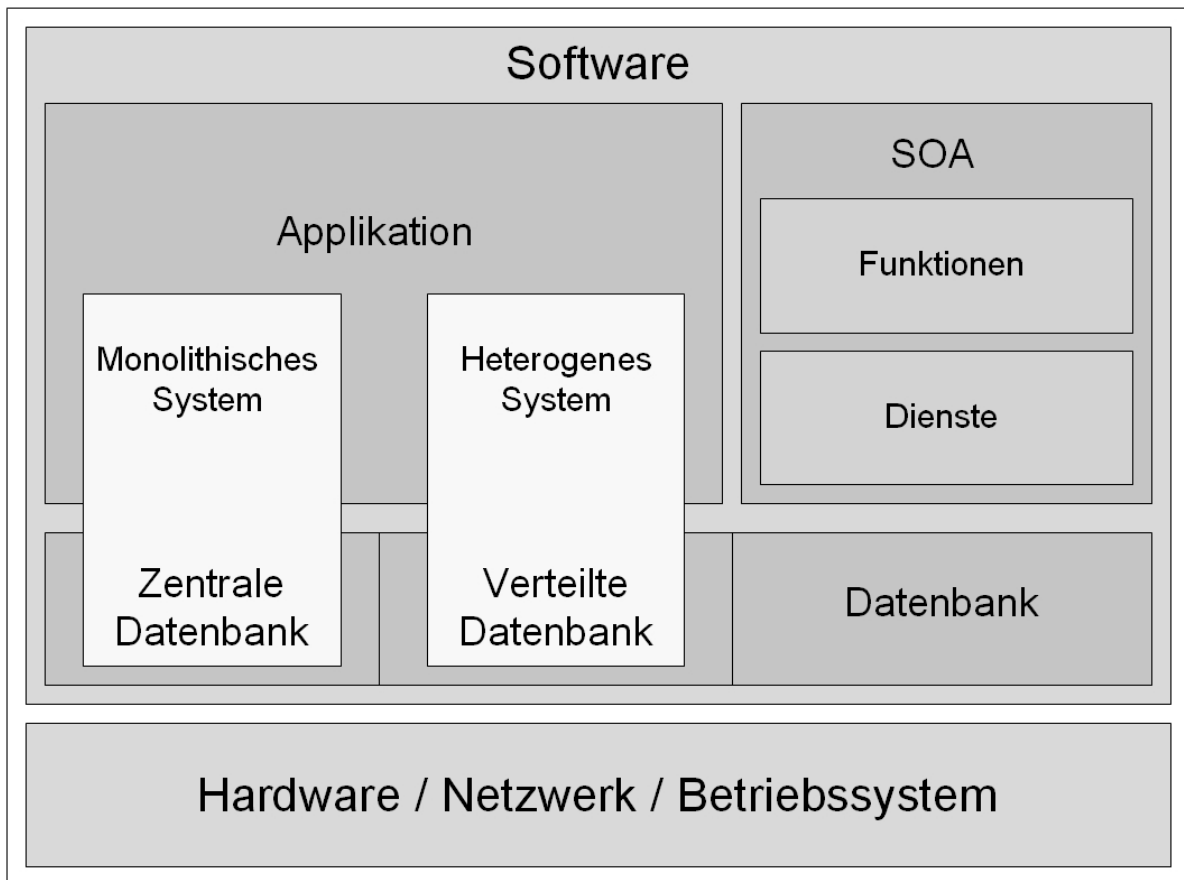 Software
Applikation
Monolithisches
System
Zentrale
Datenbank
Heterogenes
System
Verteilte
Datenbank
SOA
Funktionen
Dienste
Datenbank
Hardware / Netzwerk / Betriebssystem